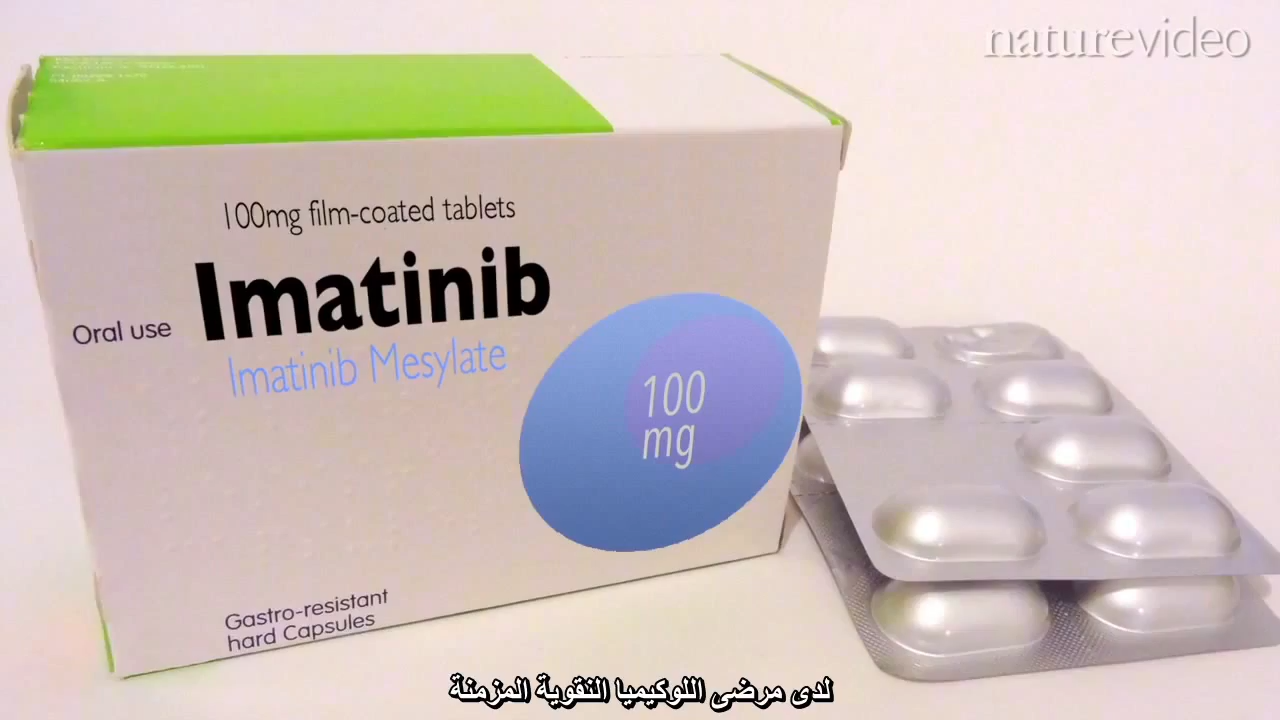 naturevideo
100mg film-coated tablets
Imatinib
Oral use
Imatinib Mesylate
100
mg
Gastro-resistant
hard Capsules
لدى مرضى اللوكيميا النقوية المزمنة